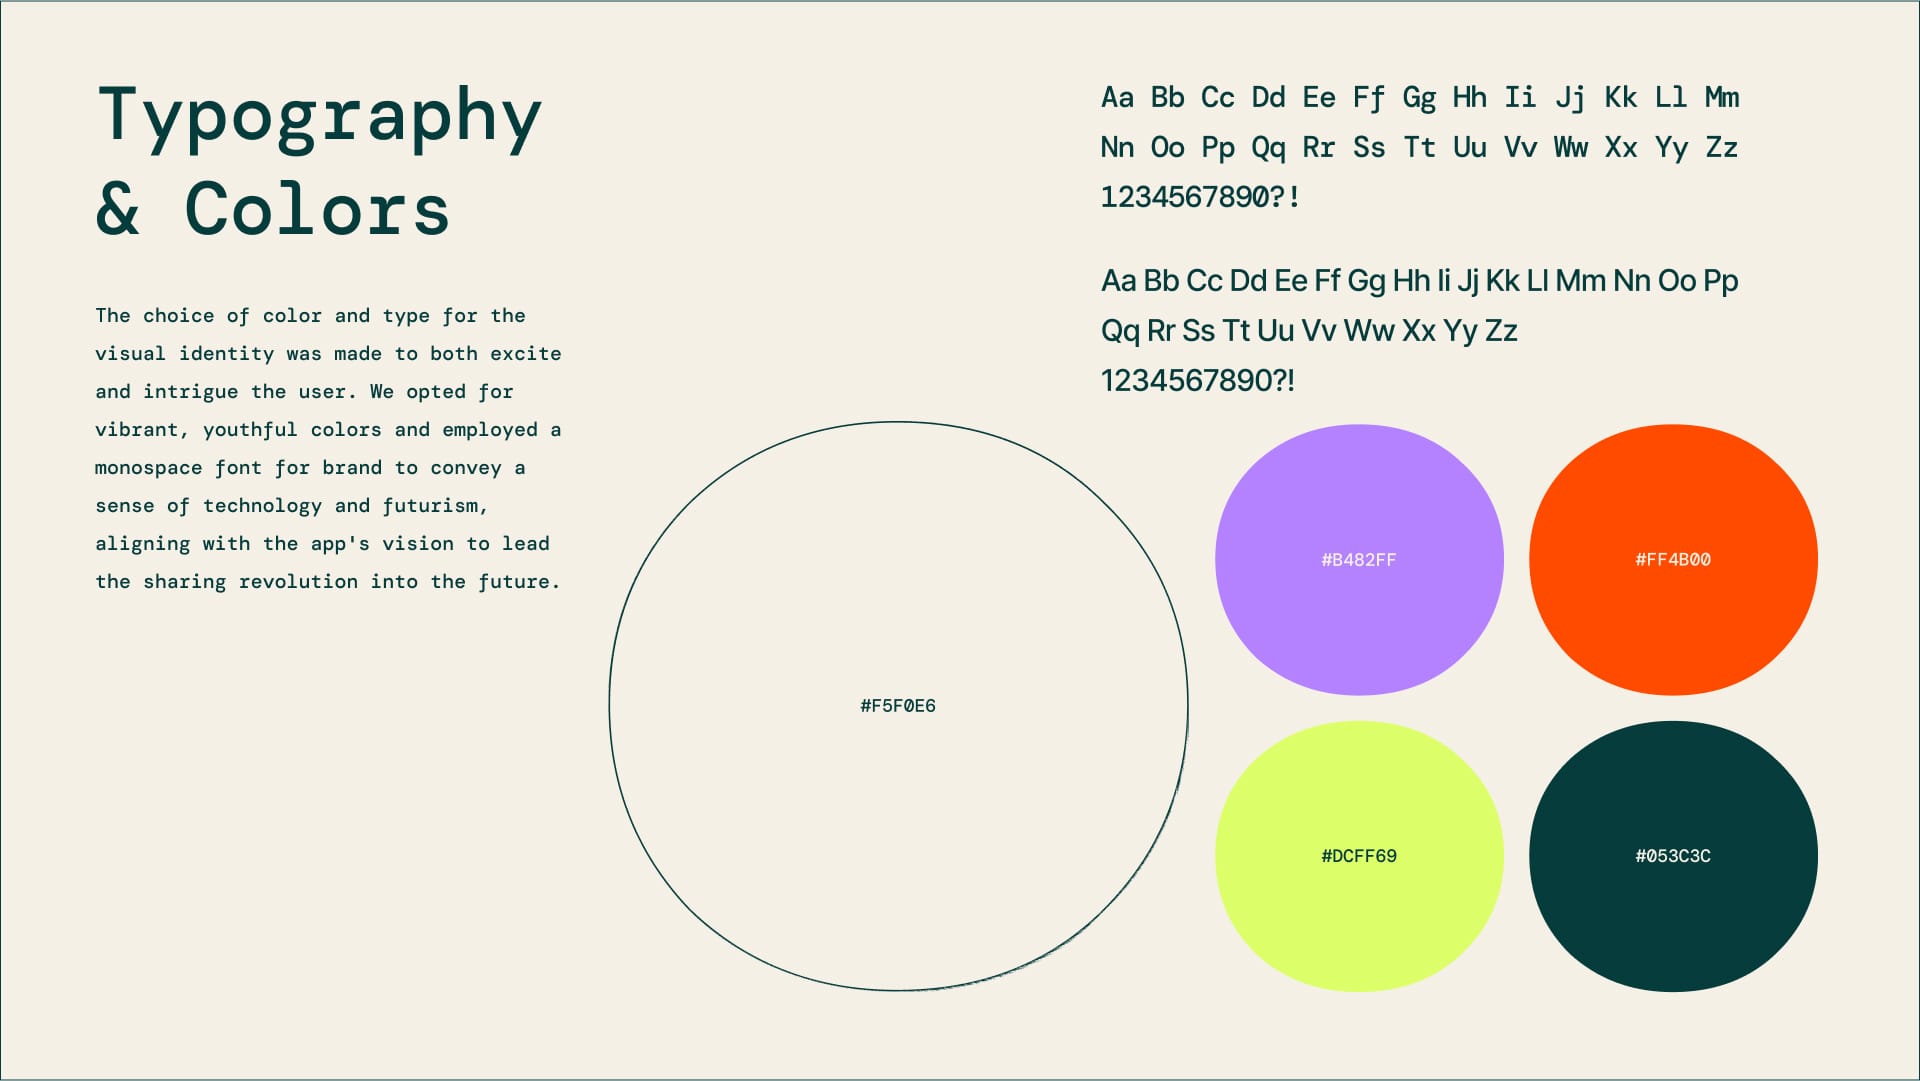 Typography
& Colors
The choice of color and type for the
visual identity was made to both excite
and intrigue the user. We opted for
vibrant, youthful colors and employed a
monospace font for brand to convey a
sense of technology and futurism,
aligning with the app's vision to lead
the sharing revolution into the future.
Aa Bb Cc Dd Ee Ff Gg Hh Ii Jj Kk Ll Mm
Nn Oo Pp Qq Rr Ss Tt Uu Vv Ww Xx Yy Zz
1234567890?!
Aa Bb Cc Dd Ee Ff Gg Hh Ii Jj Kk Ll Mm Nn Oo Pp
Qq Rr Ss Tt Uu Vv Ww Xx Yy Zz
1234567890?!
#F5F0E6
#B482FF
#FF4B00
#DCFF69
#053C3C